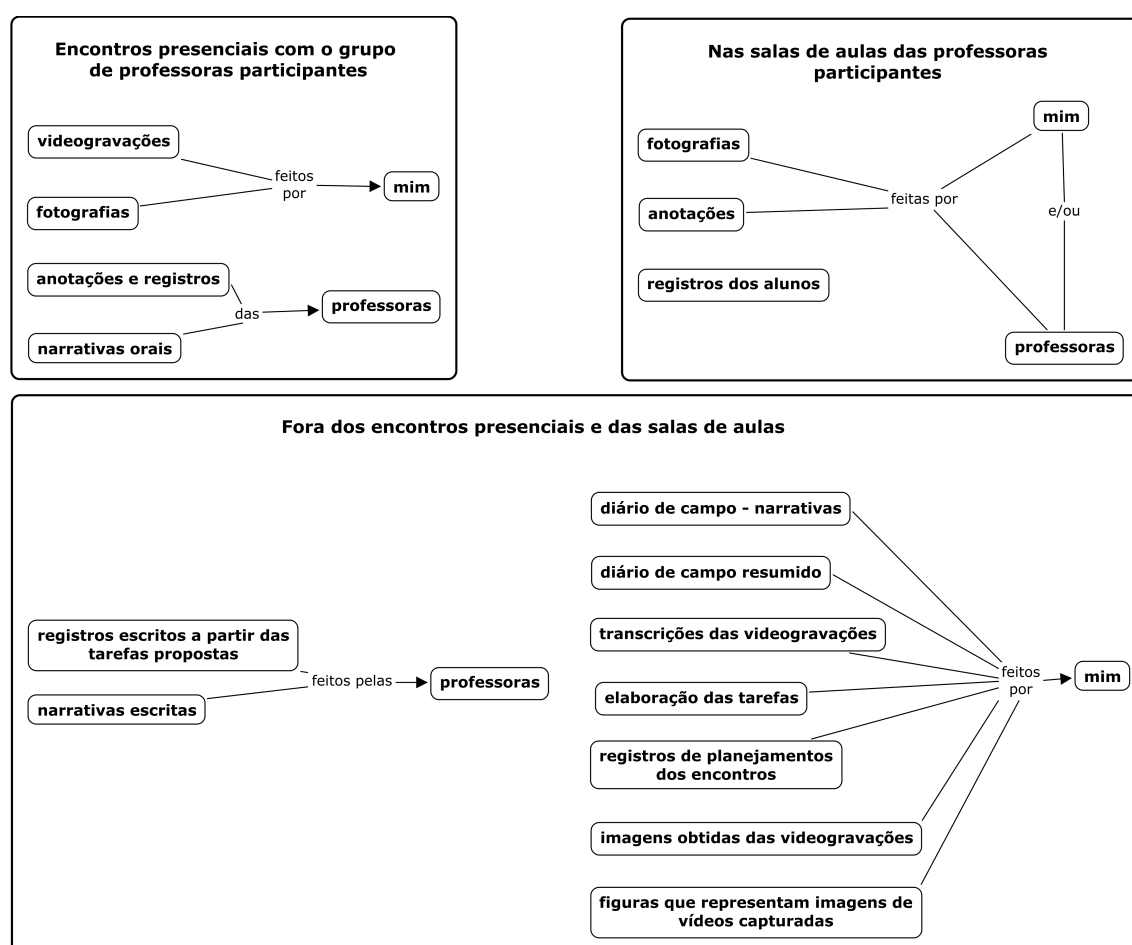 Encontros presenciais com o grupo
de professoras participantes
videogravações
fotografias
feitos
por
mim
anotações e registros
narrativas orais
das
professoras
Nas salas de aulas das professoras
participantes
fotografias
anotações
registros dos alunos
feitas por
mim
e/ou
professoras
Fora dos encontros presenciais e das salas de aulas
registros escritos a partir das
tarefas propostas
narrativas escritas
feitos pelas
professoras
diário de campo - narrativas
diário de campo resumido
transcrições das videogravações
elaboração das tarefas
registros de planejamentos
dos encontros
imagens obtidas das videogravações
figuras que representam imagens de
vídeos capturadas
feitos
por
mim